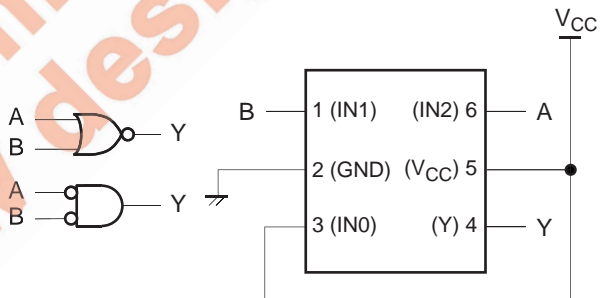 VCC
A
B
Y
A
B
Y
B
1 (IN1)
(IN2) 6
A
2 (GND)
(VCC) 5
3 (IN0)
(Y) 4
Y